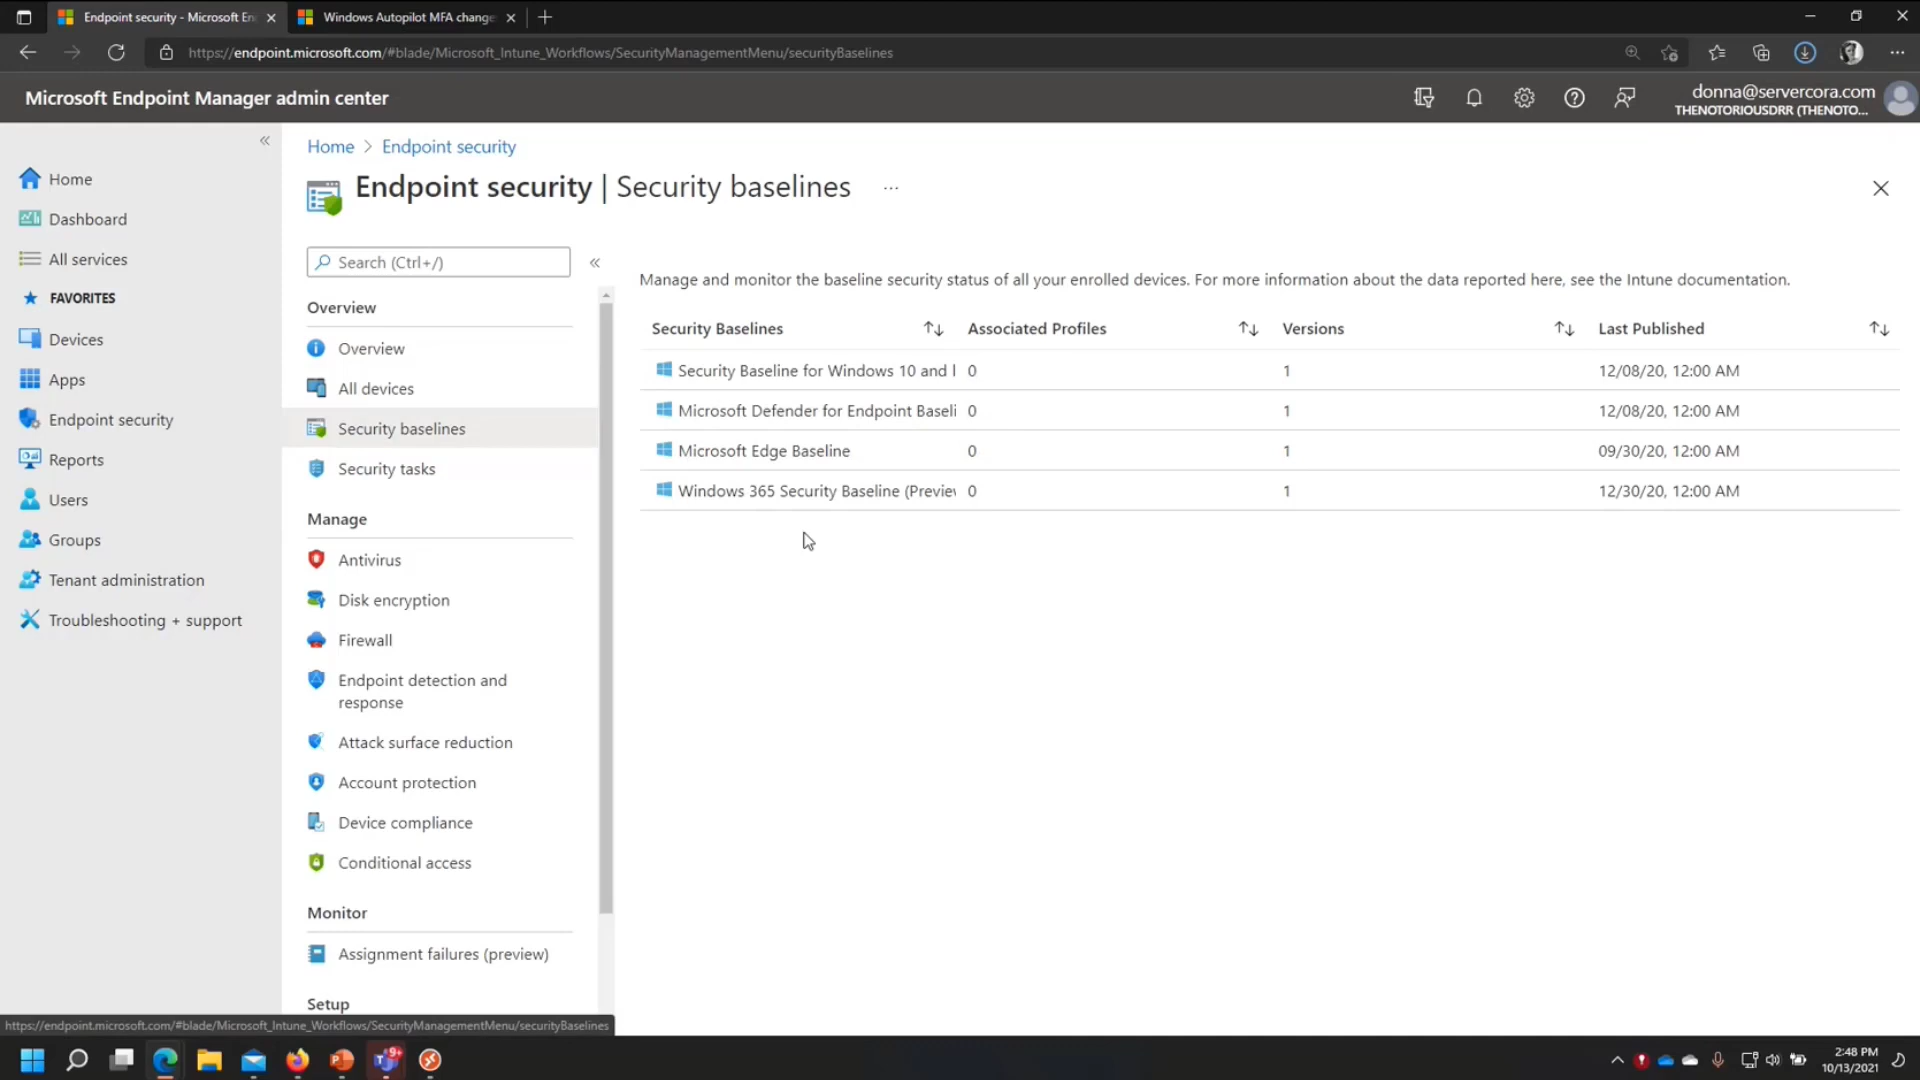 Endpoint security - Microsoft En
Windows Autopilot MFA change
https://endpoint.microsoft.com/#blade/Microsoft_Intune_Workflows/SecurityManagementMenu/securityBaselines
Microsoft Endpoint Manager admin center
donna@servercora.com
THENOTORIOUSDRR (THENOTO...
Home
Dashboard
All services
FAVORITES
Devices
Apps
Endpoint security
Reports
Users
Groups
Tenant administration
Troubleshooting + support
Home > Endpoint security
Endpoint security | Security baselines ...
Search (Ctrl+/)
Overview
Overview
All devices
Security baselines
Security tasks
Manage
Antivirus
Disk encryption
Firewall
Endpoint detection and
response
Attack surface reduction
Account protection
Device compliance
Conditional access
Monitor
Assignment failures (preview)
Setup
Manage and monitor the baseline security status of all your enrolled devices. For more information about the data reported here, see the Intune documentation.
Security Baselines Associated Profiles Versions Last Published
Security Baseline for Windows 10 and l 0 1 12/08/20, 12:00 AM
Microsoft Defender for Endpoint Baseli 0 1 12/08/20, 12:00 AM
Microsoft Edge Baseline 0 1 09/30/20, 12:00 AM
Windows 365 Security Baseline (Preview 0 1 12/30/20, 12:00 AM
https://endpoint.microsoft.com/#blade/Microsoft_Intune_Workflows/SecurityManagementMenu/securityBaselines
9+
2:48 PM
10/13/2021